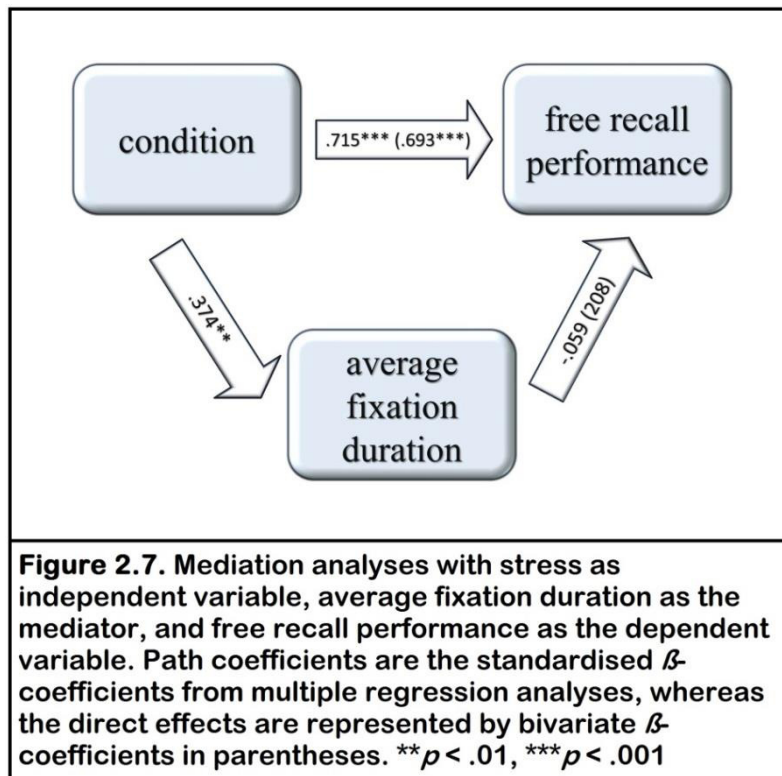 condition
.715*** (.693***)
free recall
performance
.374**
-.059 (208)
average
fixation
duration
Figure 2.7. Mediation analyses with stress as
independent variable, average fixation duration as the
mediator, and free recall performance as the dependent
variable. Path coefficients are the standardised ß-
coefficients from multiple regression analyses, whereas
the direct effects are represented by bivariate ß-
coefficients in parentheses. **p < .01, ***p < .001